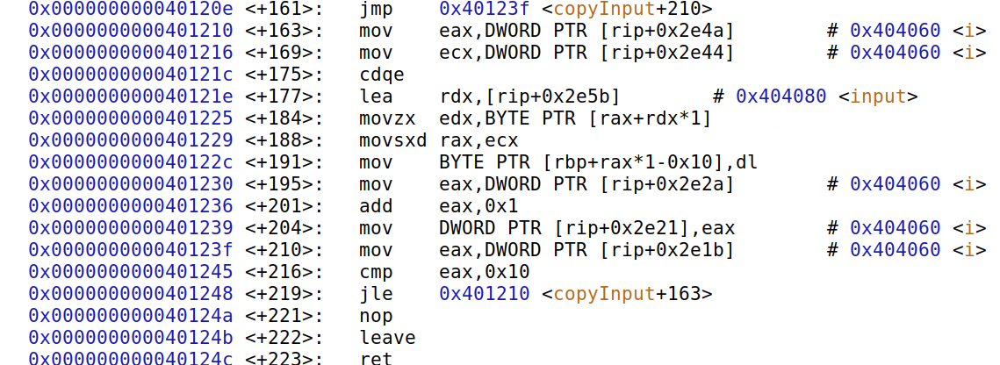 0x000000000040120e <+161>: jmp 0x40123f <copyInput+210>
0x0000000000401210 <+163>: mov eax,DWORD PTR [rip+0x2e4a] # 0x404060 <i>
0x0000000000401216 <+169>: mov ecx,DWORD PTR [rip+0x2e44] # 0x404060 <i>
0x000000000040121c <+175>: cdqe
0x000000000040121e <+177>: lea rdx,[rip+0x2e5b] # 0x404080 <input>
0x0000000000401225 <+184>: movzx edx,BYTE PTR [rax+rdx*1]
0x0000000000401229 <+188>: movsxd rax,ecx
0x000000000040122c <+191>: mov BYTE PTR [rbp+rax*1-0x10],dl
0x0000000000401230 <+195>: mov eax,DWORD PTR [rip+0x2e2a] # 0x404060 <i>
0x0000000000401236 <+201>: add eax,0x1
0x0000000000401239 <+204>: mov DWORD PTR [rip+0x2e21],eax # 0x404060 <i>
0x000000000040123f <+210>: mov eax,DWORD PTR [rip+0x2e1b] # 0x404060 <i>
0x0000000000401245 <+216>: cmp eax,0x10
0x0000000000401248 <+219>: jle 0x401210 <copyInput+163>
0x000000000040124a <+221>: nop
0x000000000040124b <+222>: leave
0x000000000040124c <+223>: ret